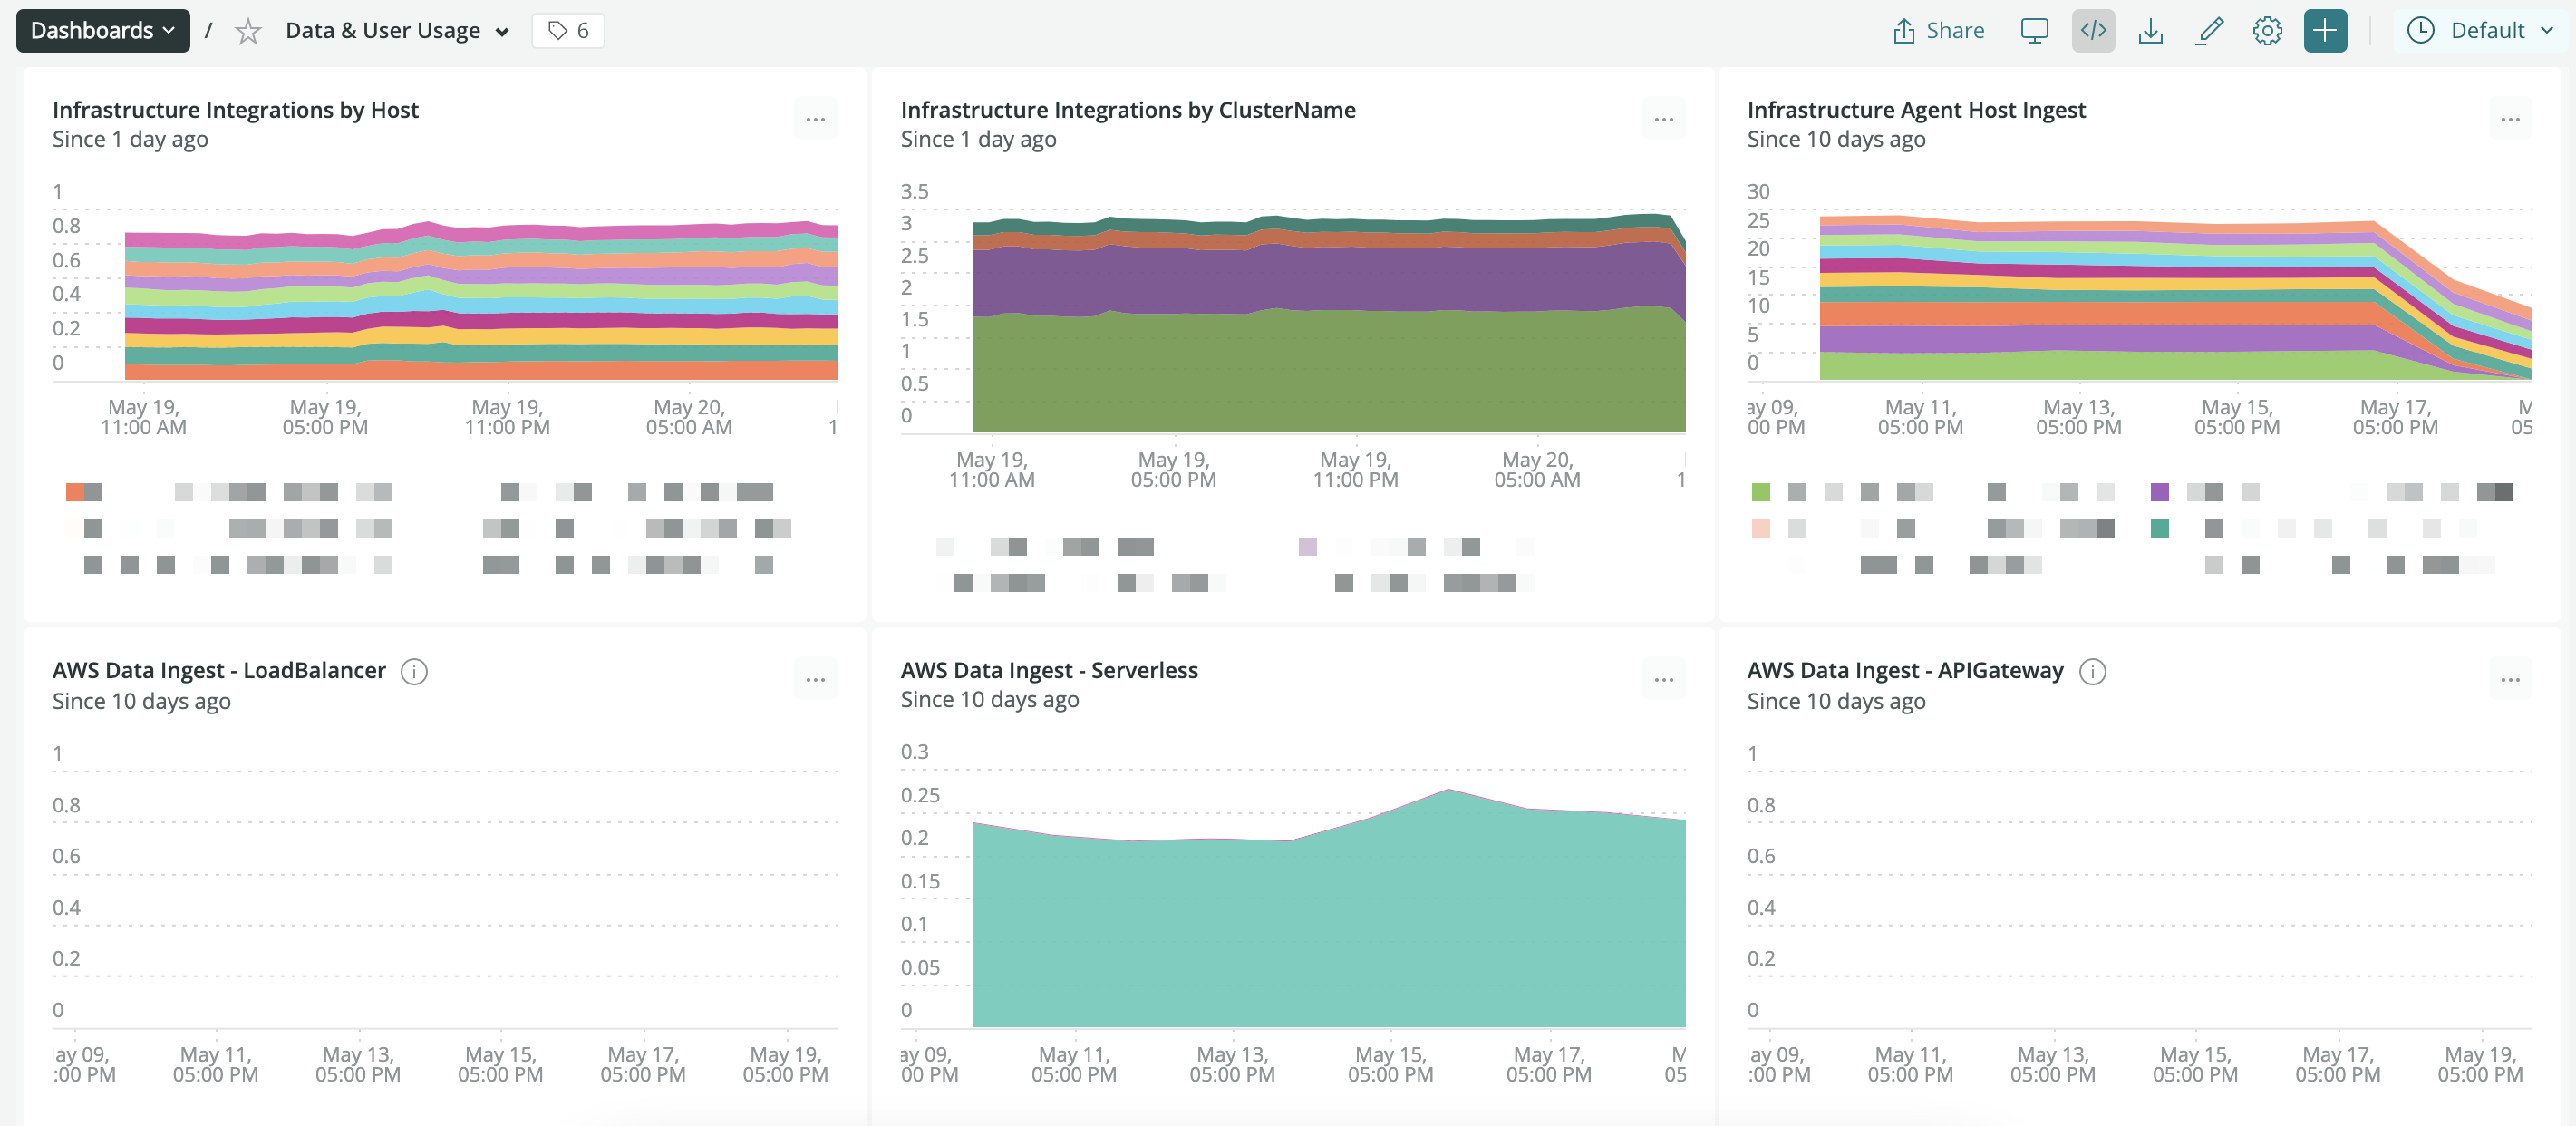 Dashboards / Data & User Usage 6 Share Default
Infrastructure Integrations by Host
Since 1 day ago
1
0.8
0.6
0.4
0.2
0
May 19, May 19, May 19, May 20,
11:00 AM 05:00 PM 11:00 PM 05:00 AM 1
Infrastructure Integrations by ClusterName
Since 1 day ago
3.5
3
2.5
2
1.5
1
0.5
0
May 19, May 19, May 19, May 20,
11:00 AM 05:00 PM 11:00 PM 05:00 AM 1
Infrastructure Agent Host Ingest
Since 10 days ago
30
25
20
15
10
5
0
ay 09, May 11, May 13, May 15, May 17, M
00 PM 05:00 PM 05:00 PM 05:00 PM 05:00 PM 05
AWS Data Ingest - LoadBalancer
Since 10 days ago
1
0.8
0.6
0.4
0.2
0
ay 09, May 11, May 13, May 15, May 17, May 19,
:00 PM 05:00 PM 05:00 PM 05:00 PM 05:00 PM 05:00 PM
AWS Data Ingest - Serverless
Since 10 days ago
0.3
0.25
0.2
0.15
0.1
0.05
0
ay 09, May 11, May 13, May 15, May 17, M
00 PM 05:00 PM 05:00 PM 05:00 PM 05:00 PM 05
AWS Data Ingest - APIGateway
Since 10 days ago
1
0.8
0.6
0.4
0.2
0
ay 09, May 11, May 13, May 15, May 17, May 19,
:00 PM 05:00 PM 05:00 PM 05:00 PM 05:00 PM 05:00 PM